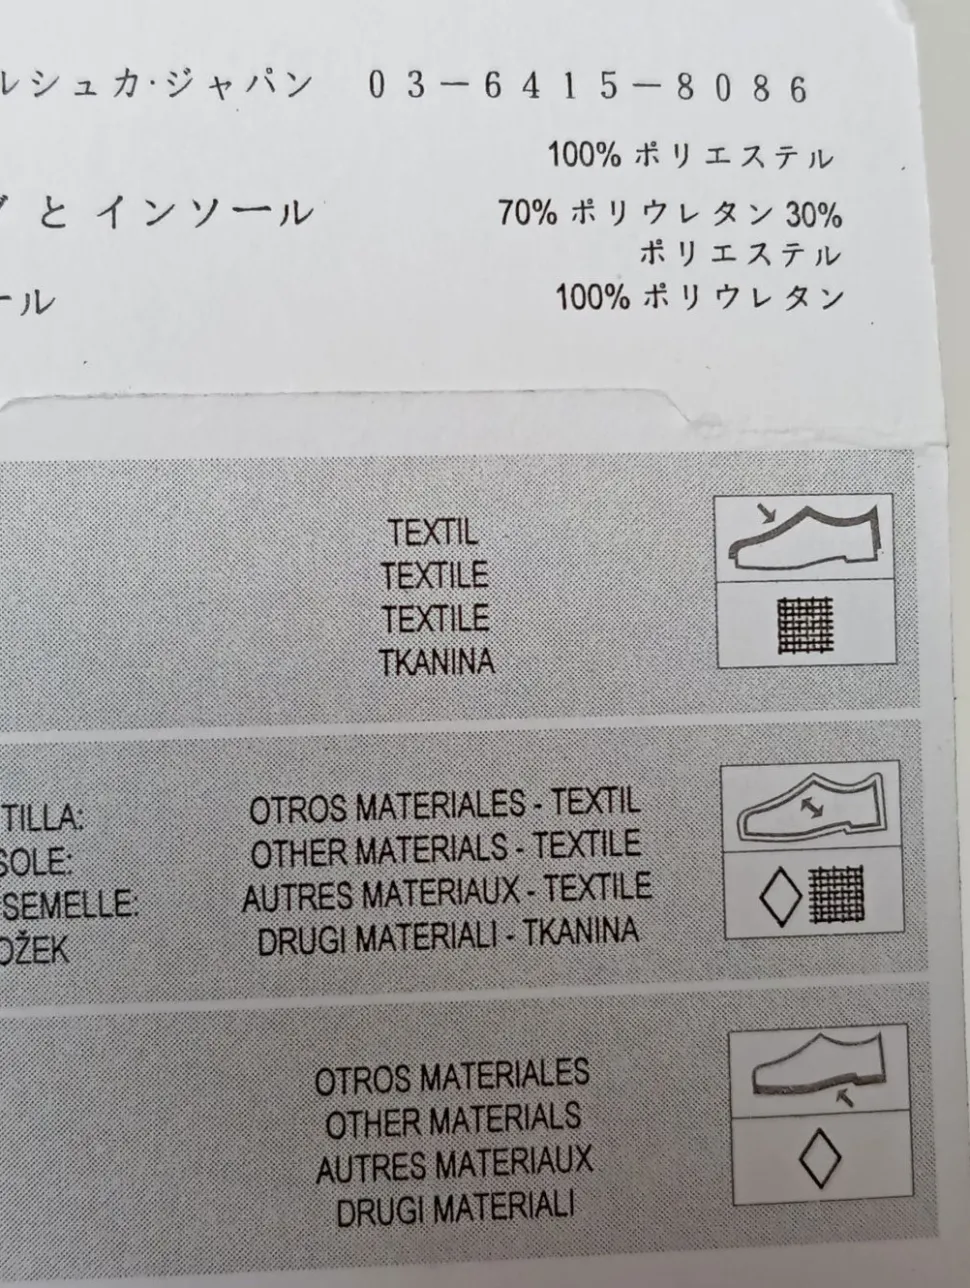 ルシュカ・ジャパン 03-6415-8086
100% ポリエステル
と インソール 70% ポリウレタン 30%
ポリエステル
ール 100% ポリウレタン
TEXTIL
TEXTILE
TEXTILE
TKANINA
TILLA: OTROS MATERIALES - TEXTIL
SOLE: OTHER MATERIALS - TEXTILE
SEMELLE: AUTRES MATERIAUX - TEXTILE
OŽEK DRUGI MATERIALI - TKANINA
OTROS MATERIALES
OTHER MATERIALS
AUTRES MATERIAUX
DRUGI MATERIALI